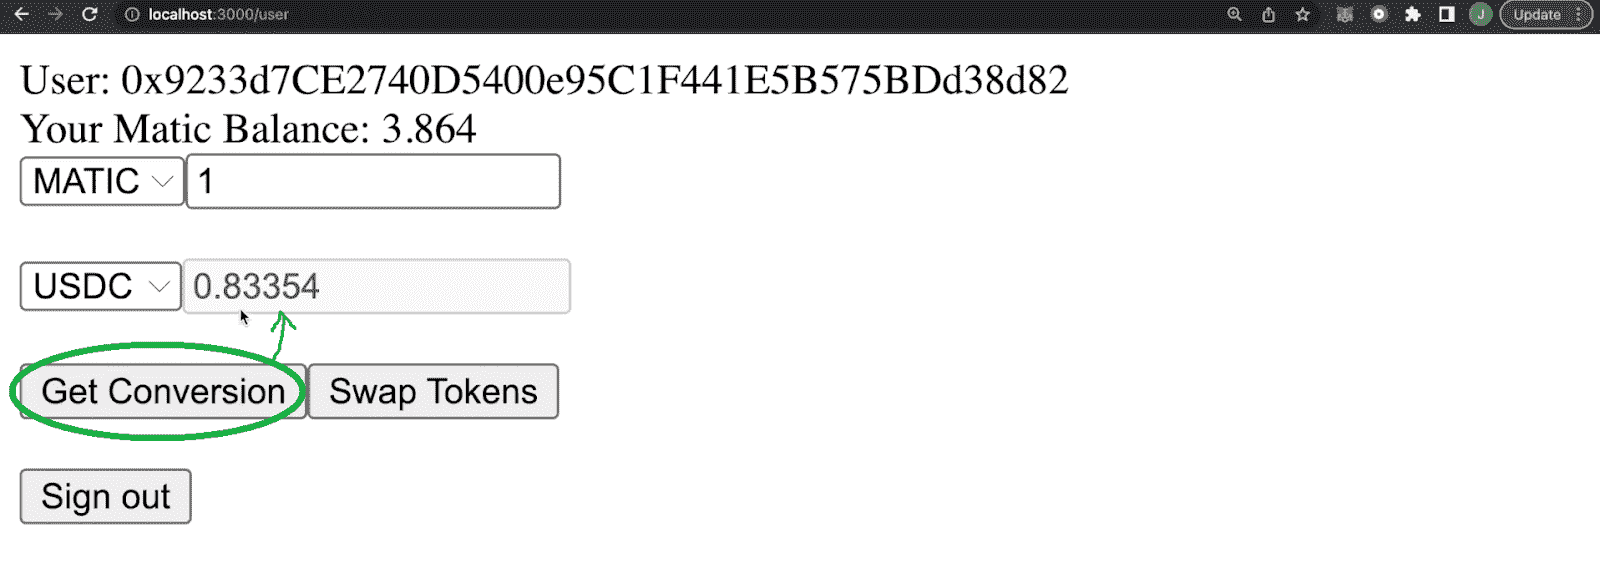 localhost:3000/user
J
Update
User: 0x9233d7CE2740D5400e95C1F441E5B575BDd38d82
Your Matic Balance: 3.864
MATIC 1
USDC 0.83354
Get Conversion Swap Tokens
Sign out